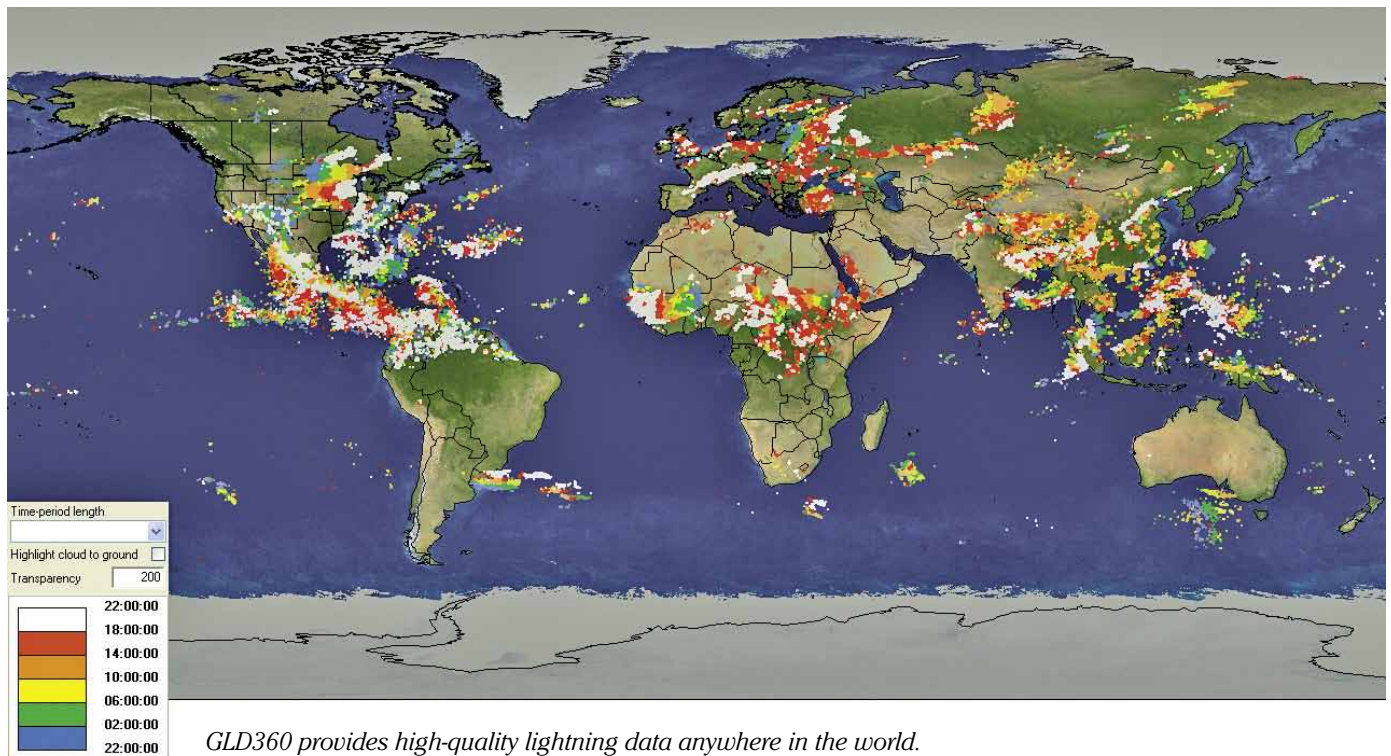 Time-period length
Highlight cloud to ground
Transparency 200
22:00:00
18:00:00
14:00:00
10:00:00
06:00:00
02:00:00
22:00:00
GLD360 provides high-quality lightning data anywhere in the world.